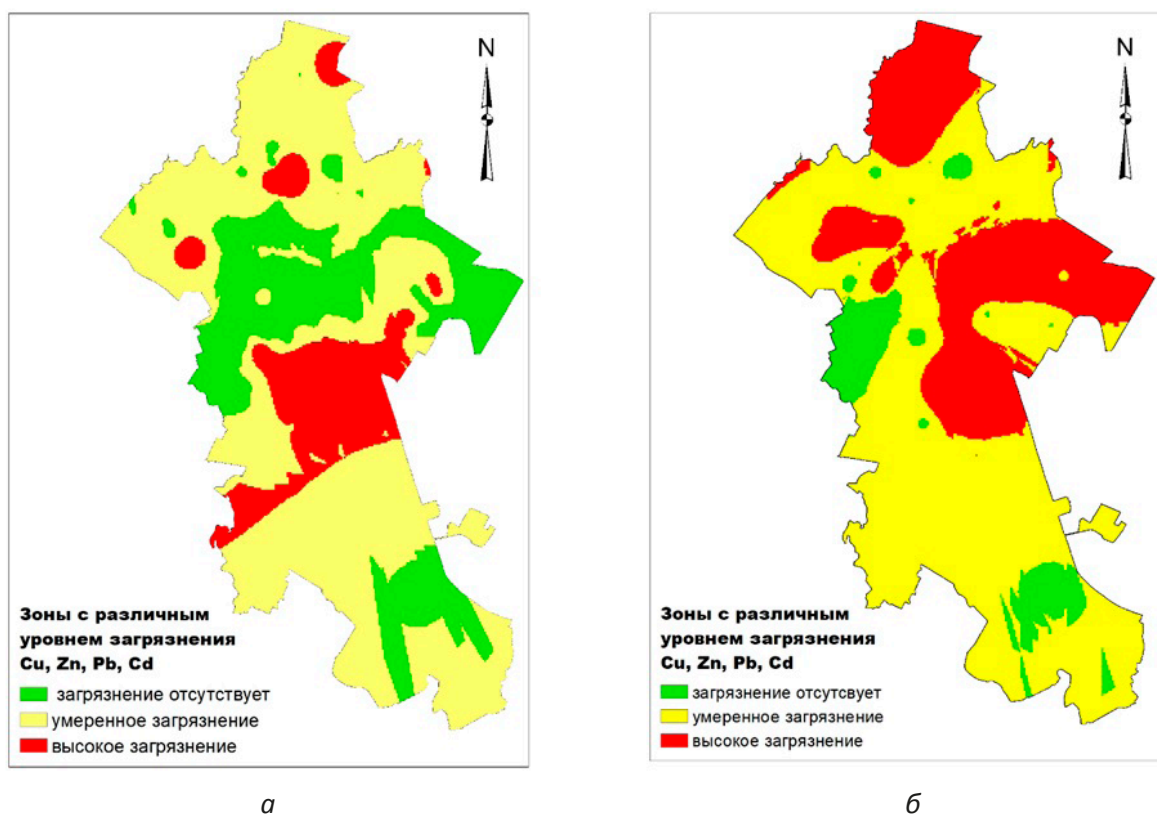 N
Зоны с различным
уровнем загрязнения
Cu, Zn, Pb, Cd
загрязнение отсутствует
умеренное загрязнение
высокое загрязнение
а
N
Зоны с различным
уровнем загрязнения
Cu, Zn, Pb, Cd
загрязнение отсутсвует
умеренное загрязнение
высокое загрязнение
б